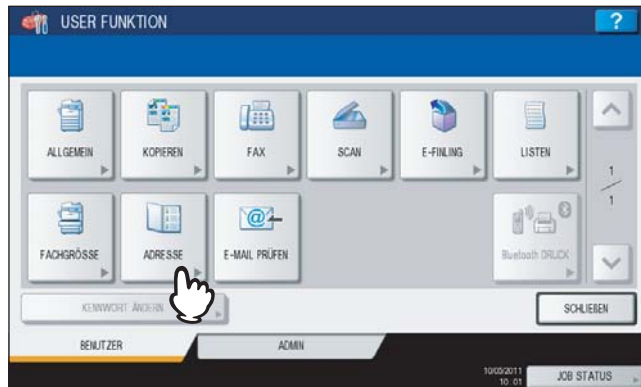 USER FUNKTION
?
ALLGEMEIN
KOPIEREN
FAX
SCAN
E-FINLING
LISTEN
1
1
FACHGRÖSSE
ADRESSE
@
E-MAIL PRÜFEN
Bluetooth DRUCK
KENNWORT ÄNDERN
SCHLIEßEN
BENUTZER
ADMIN
10/03/2011
10:01
JOB STATUS